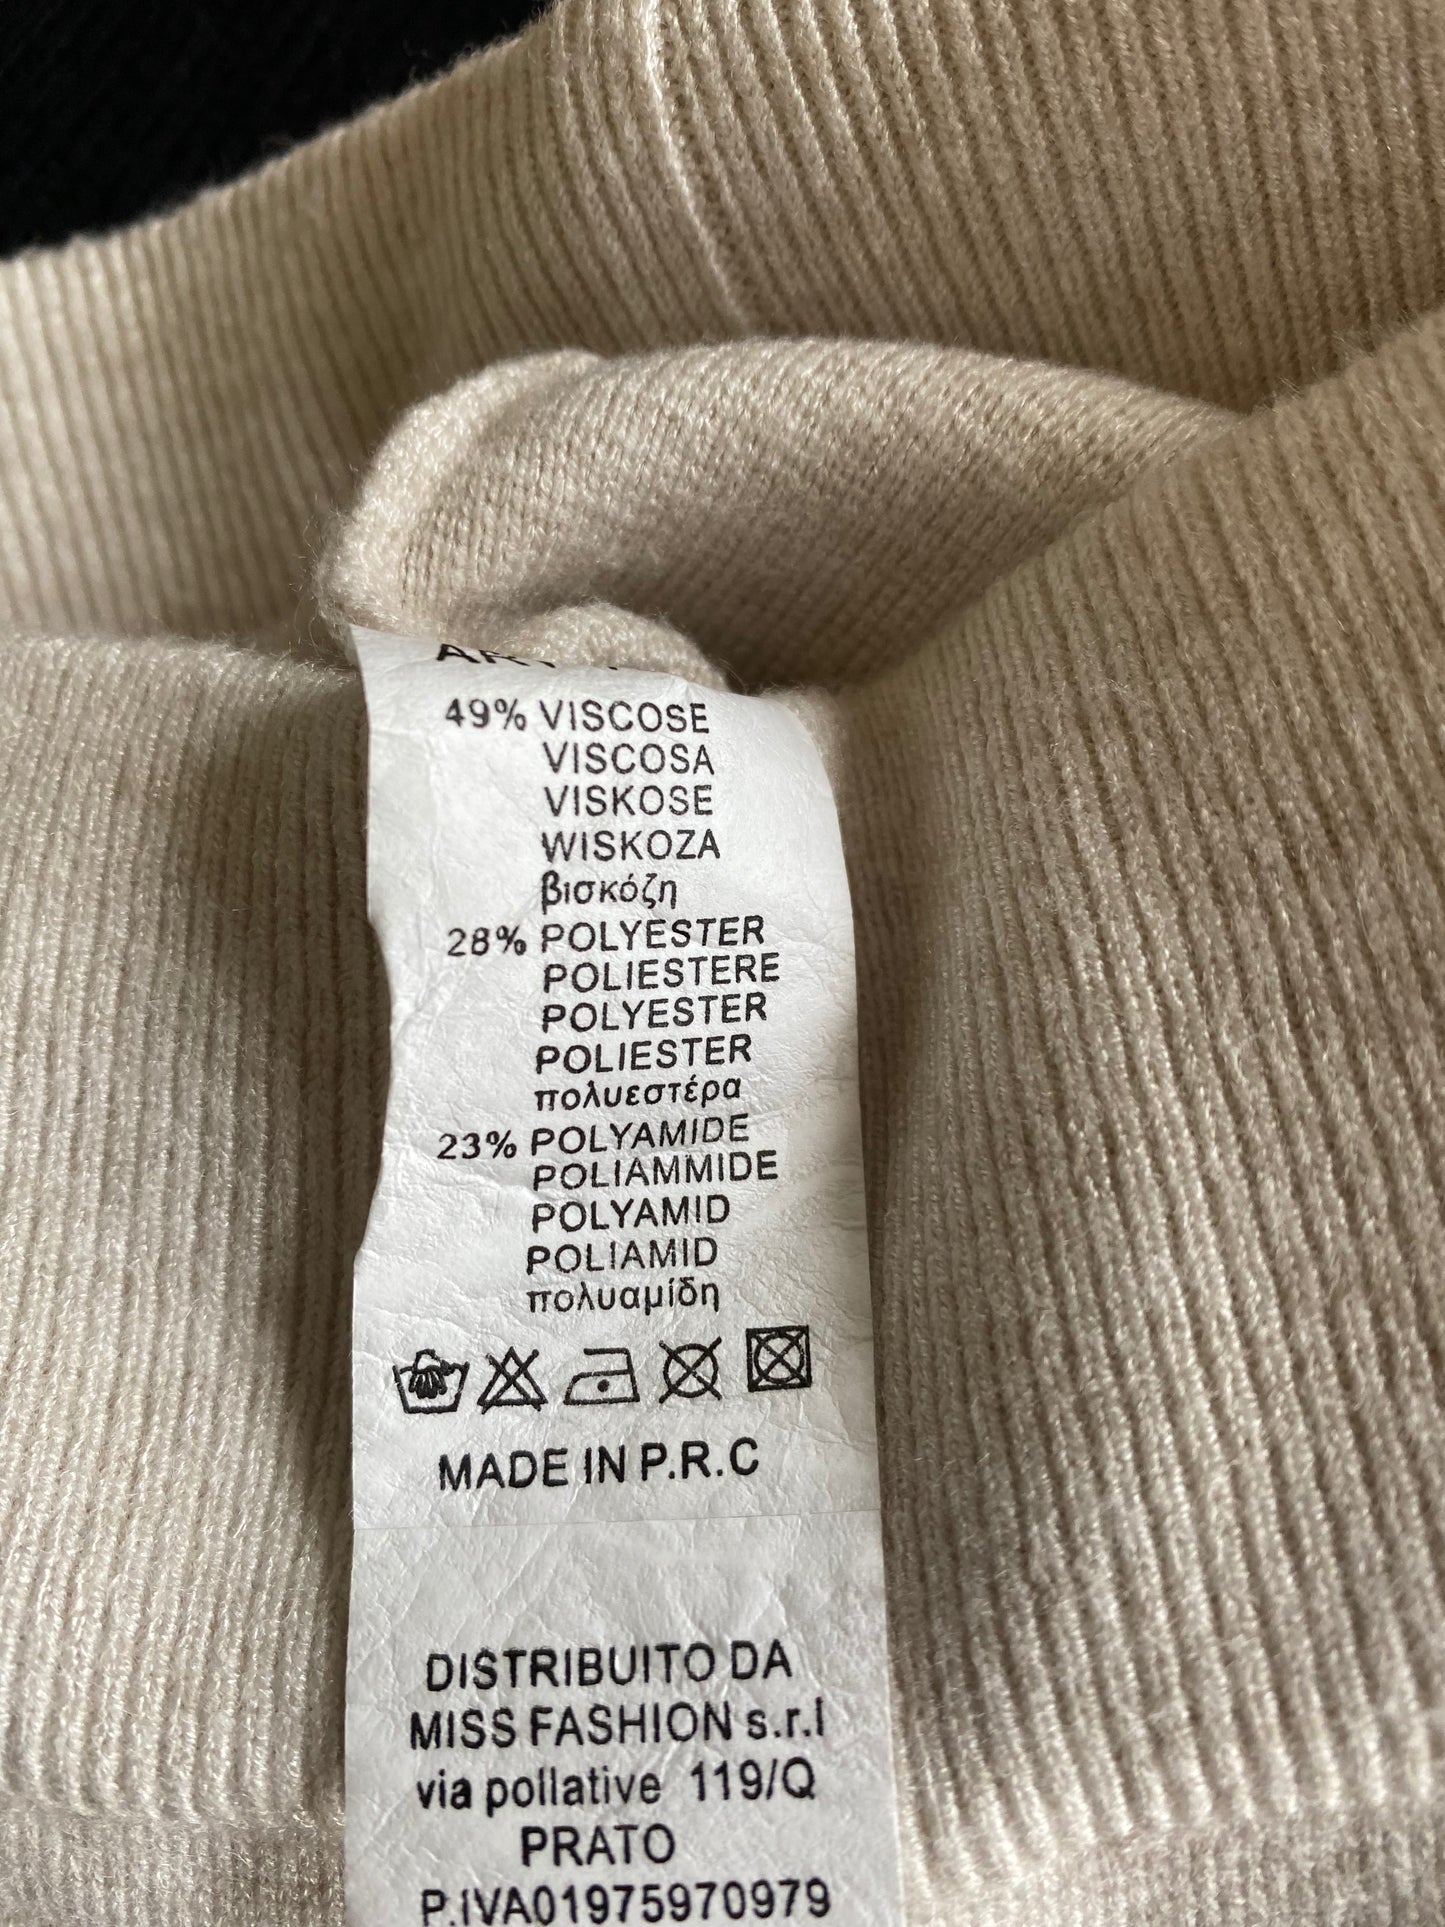 49% VISCOSE
VISCOSA
VISKOSE
WISKOZA
βισκόζη
28% POLYESTER
POLIESTERE
POLYESTER
POLIESTER
πολυεστέρα
23% POLYAMIDE
POLIAMMIDE
POLYAMID
POLIAMID
πολυαμίδη
MADE IN P.R.C
DISTRIBUITO DA
MISS FASHION s.r.l
via pollative 119/Q
PRATO
P.IVA01975970979